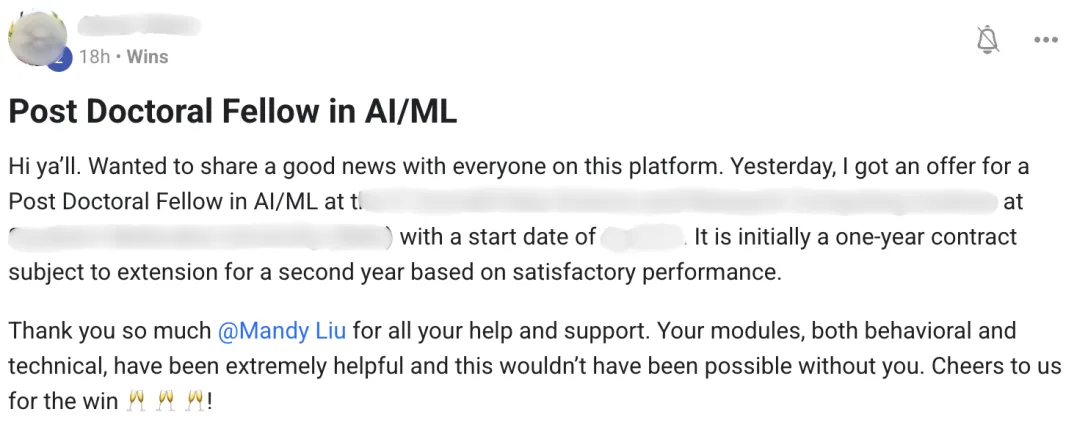 18h • Wins
Post Doctoral Fellow in AI/ML
Hi ya'll. Wanted to share a good news with everyone on this platform. Yesterday, I got an offer for a
Post Doctoral Fellow in AI/ML at at
with a start date of . It is initially a one-year contract
subject to extension for a second year based on satisfactory performance.
Thank you so much @Mandy Liu for all your help and support. Your modules, both behavioral and
technical, have been extremely helpful and this wouldn't have been possible without you. Cheers to us
for the win 🥂 🥂 🥂!